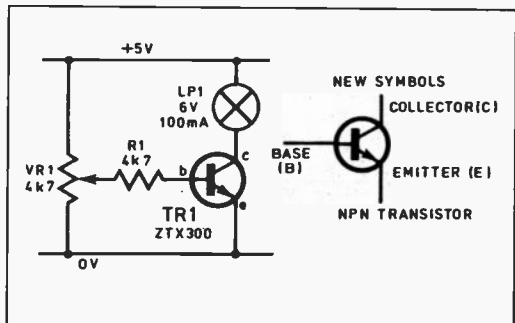 +5V
LP1
6V
100mA
R1
4k7
VR1
4k7
b
c
e
TR1
ZTX300
0V
NEW SYMBOLS
COLLECTOR(C)
BASE
(B)
EMITTER (E)
NPN TRANSISTOR